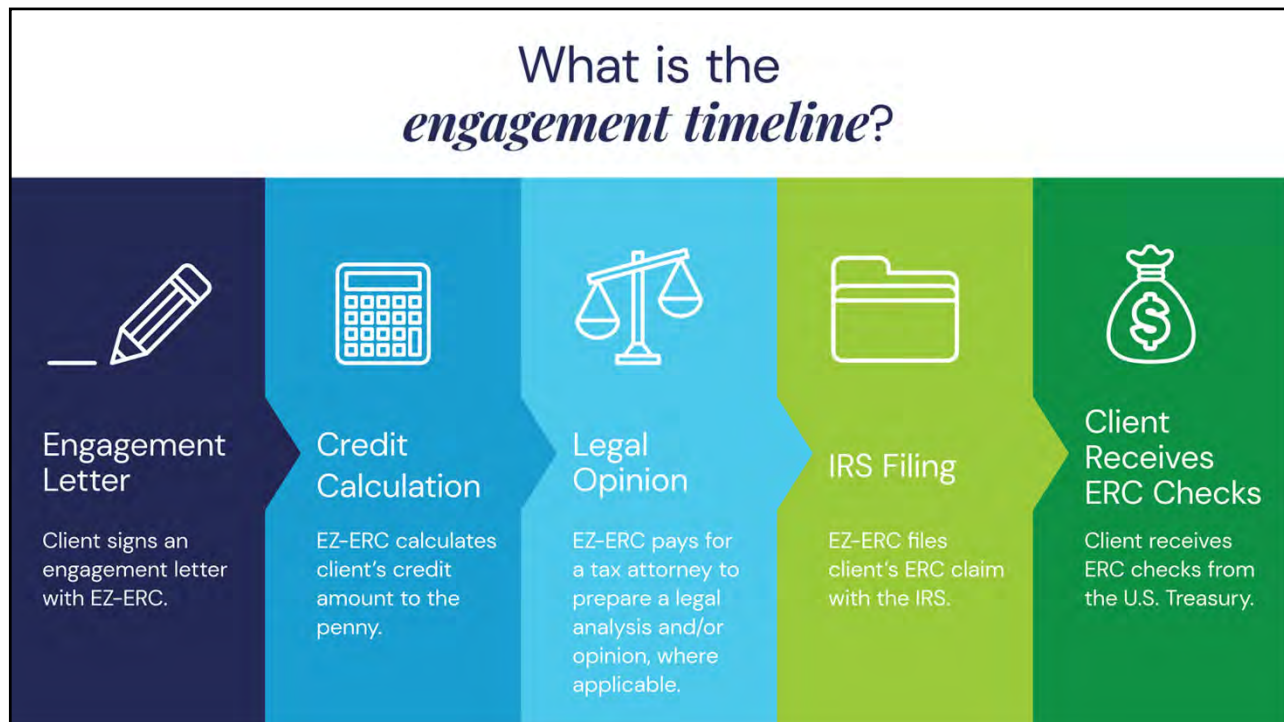 What is the
engagement timeline?
Engagement
Letter
Client signs an
engagement letter
with EZ-ERC.
Credit
Calculation
EZ-ERC calculates
client's credit
amount to the
penny.
Legal
Opinion
EZ-ERC pays for
a tax attorney to
prepare a legal
analysis and/or
opinion, where
applicable.
IRS Filing
EZ-ERC files
client's ERC claim
with the IRS.
Client
Receives
ERC Checks
Client receives
ERC checks from
the U.S. Treasury.